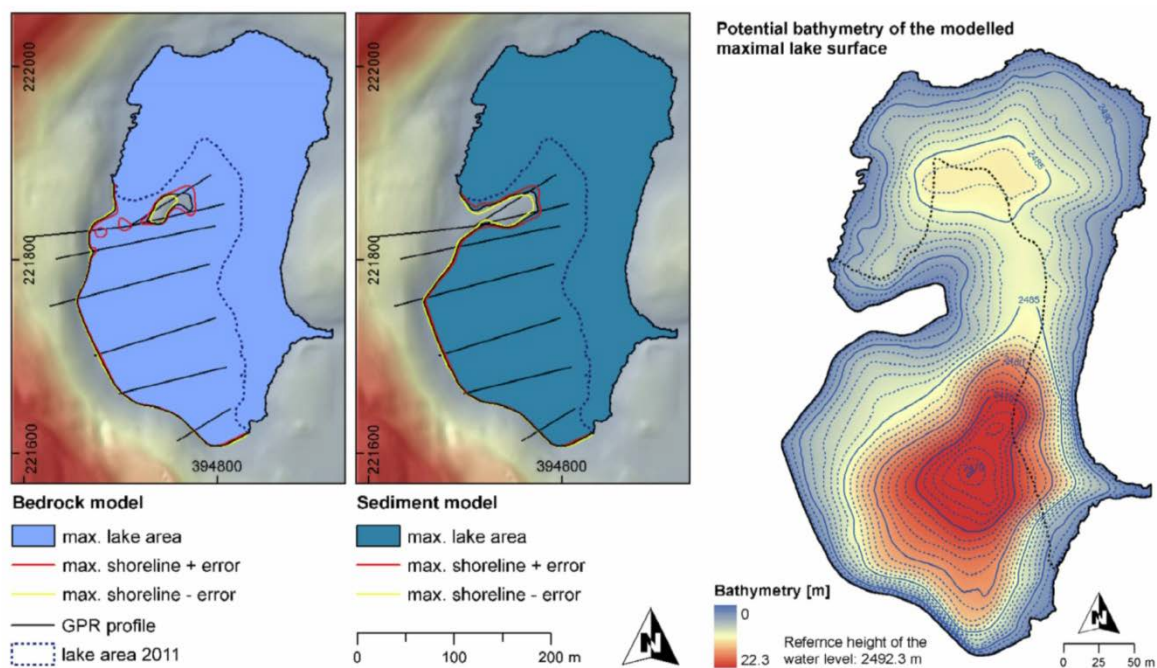 222000
221800
221600
394800
394800
Bedrock model
max. lake area
max. shoreline + error
max. shoreline - error
GPR profile
lake area 2011
Sediment model
max. lake area
max. shoreline + error
max. shoreline - error
0 50 100 200 m
N
Potential bathymetry of the modelled
maximal lake surface
2490
2485
2485
Bathymetry [m]
0
22.3
Refernce height of the
water level: 2492.3 m
N
0 25 50 m